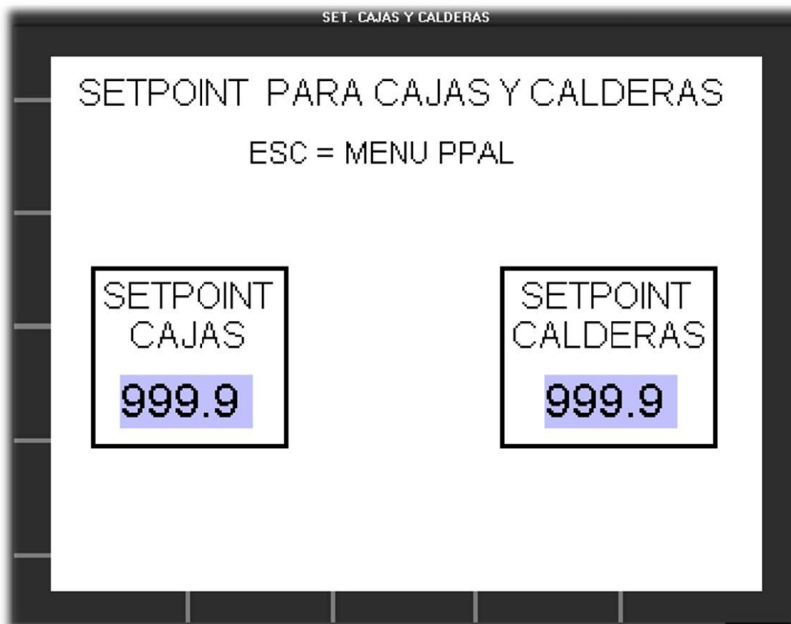 SET. CAJAS Y CALDERAS
SETPOINT PARA CAJAS Y CALDERAS
ESC = MENU PPAL
SETPOINT
CAJAS
999.9
SETPOINT
CALDERAS
999.9